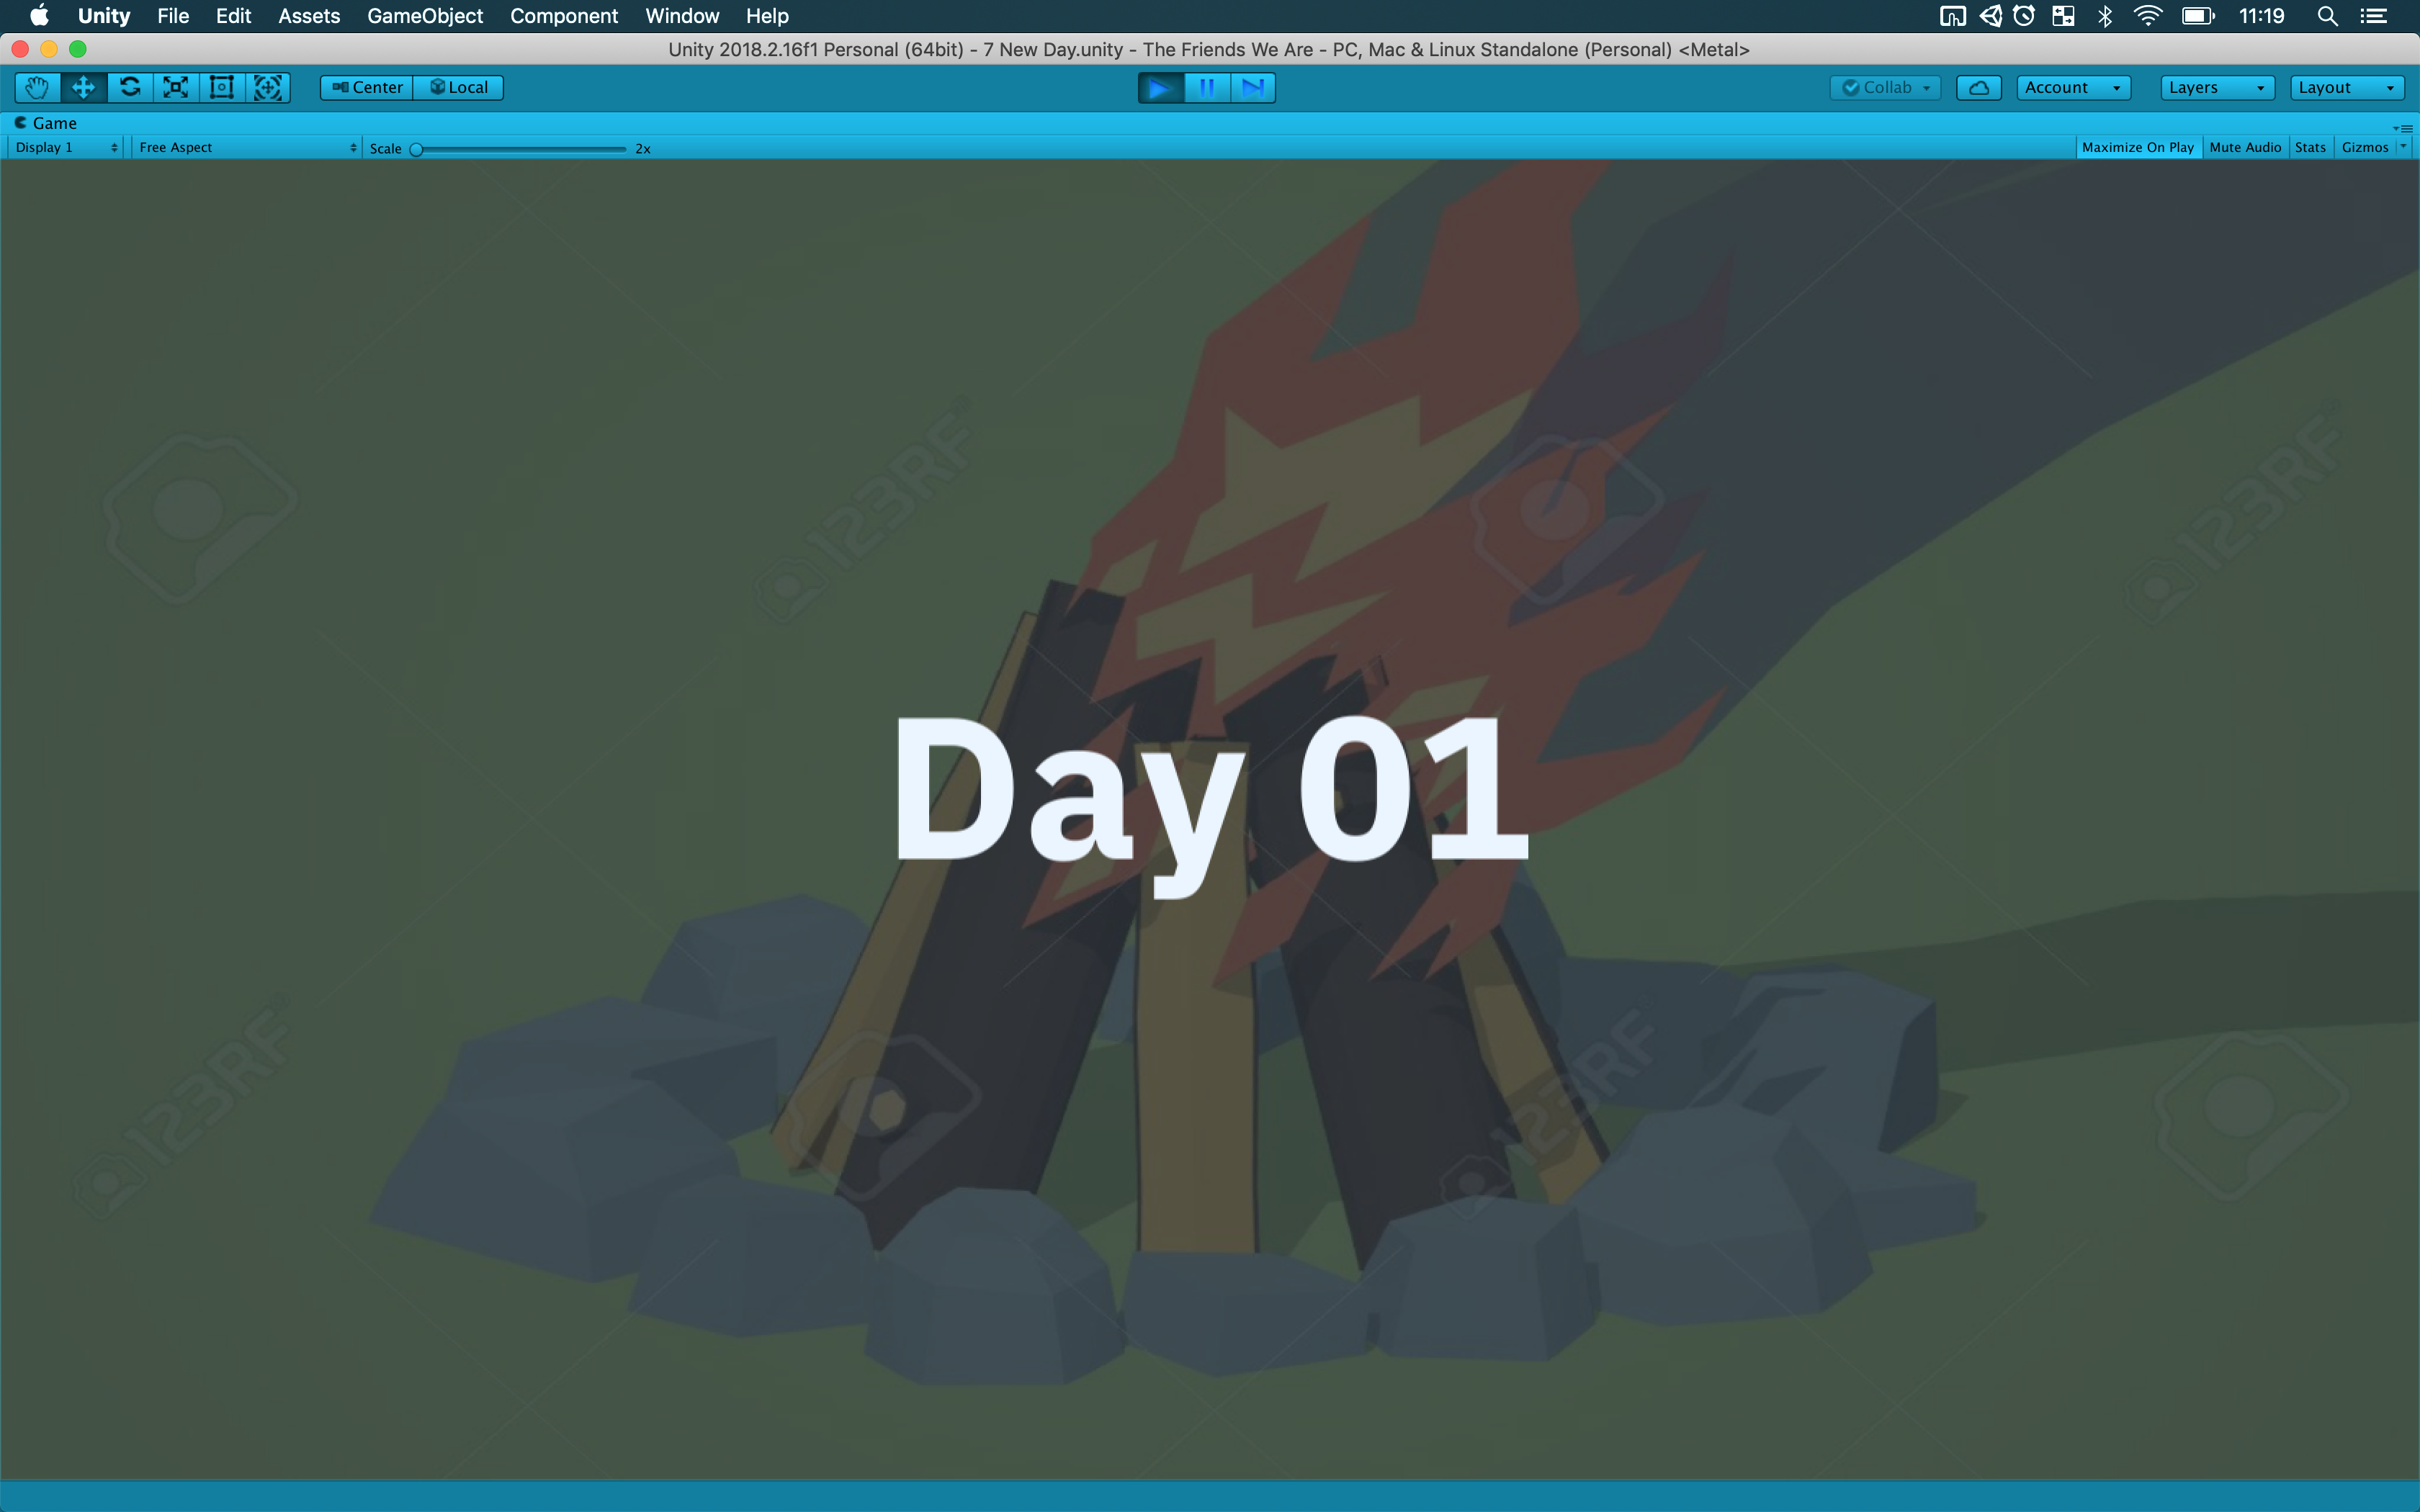 Unity File Edit Assets GameObject Component Window Help 11:19
Unity 2018.2.16f1 Personal (64bit) - 7 New Day.unity - The Friends We Are - PC, Mac & Linux Standalone (Personal) <Metal>
Center Local Collab Account Layers Layout
Game
Display 1 Free Aspect Scale 2x Maximize On Play Mute Audio Stats Gizmos
123RF®
123RF®
Day 01
123RF®
123RF